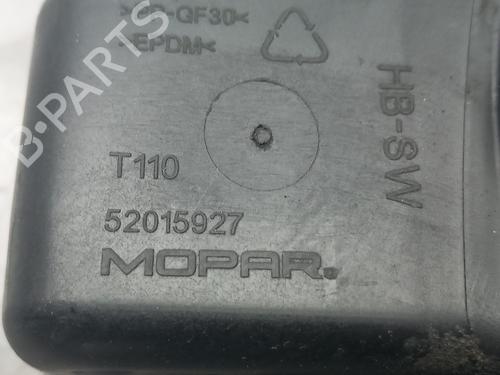 -GF30<
>EPDM<
HB-SW
T110
52015927
MOPAR.
B-PARTS